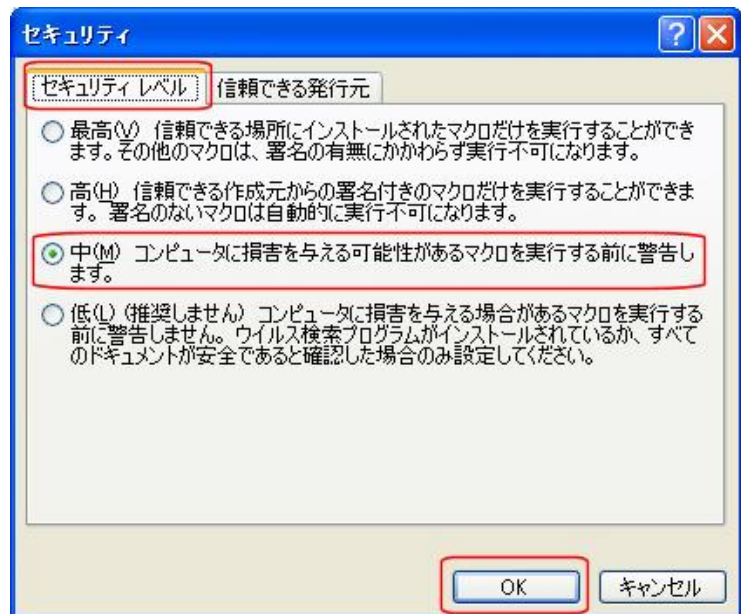 セキュリティ
セキュリティ レベル 信頼できる発行元
最高(V) 信頼できる場所にインストールされたマクロだけを実行することができ
ます。その他のマクロは、署名の有無にかかわらず実行不可になります。
高(H) 信頼できる作成元からの署名付きのマクロだけを実行することができま
す。 署名のないマクロは自動的に実行不可になります。
中(M) コンピュータに損害を与える可能性があるマクロを実行する前に警告し
ます。
低(L) (推奨しません) コンピュータに損害を与える場合があるマクロを実行する
前に警告しません。ウイルス検索プログラムがインストールされているか、すべて
のドキュメントが安全であると確認した場合のみ設定してください。
OK キャンセル